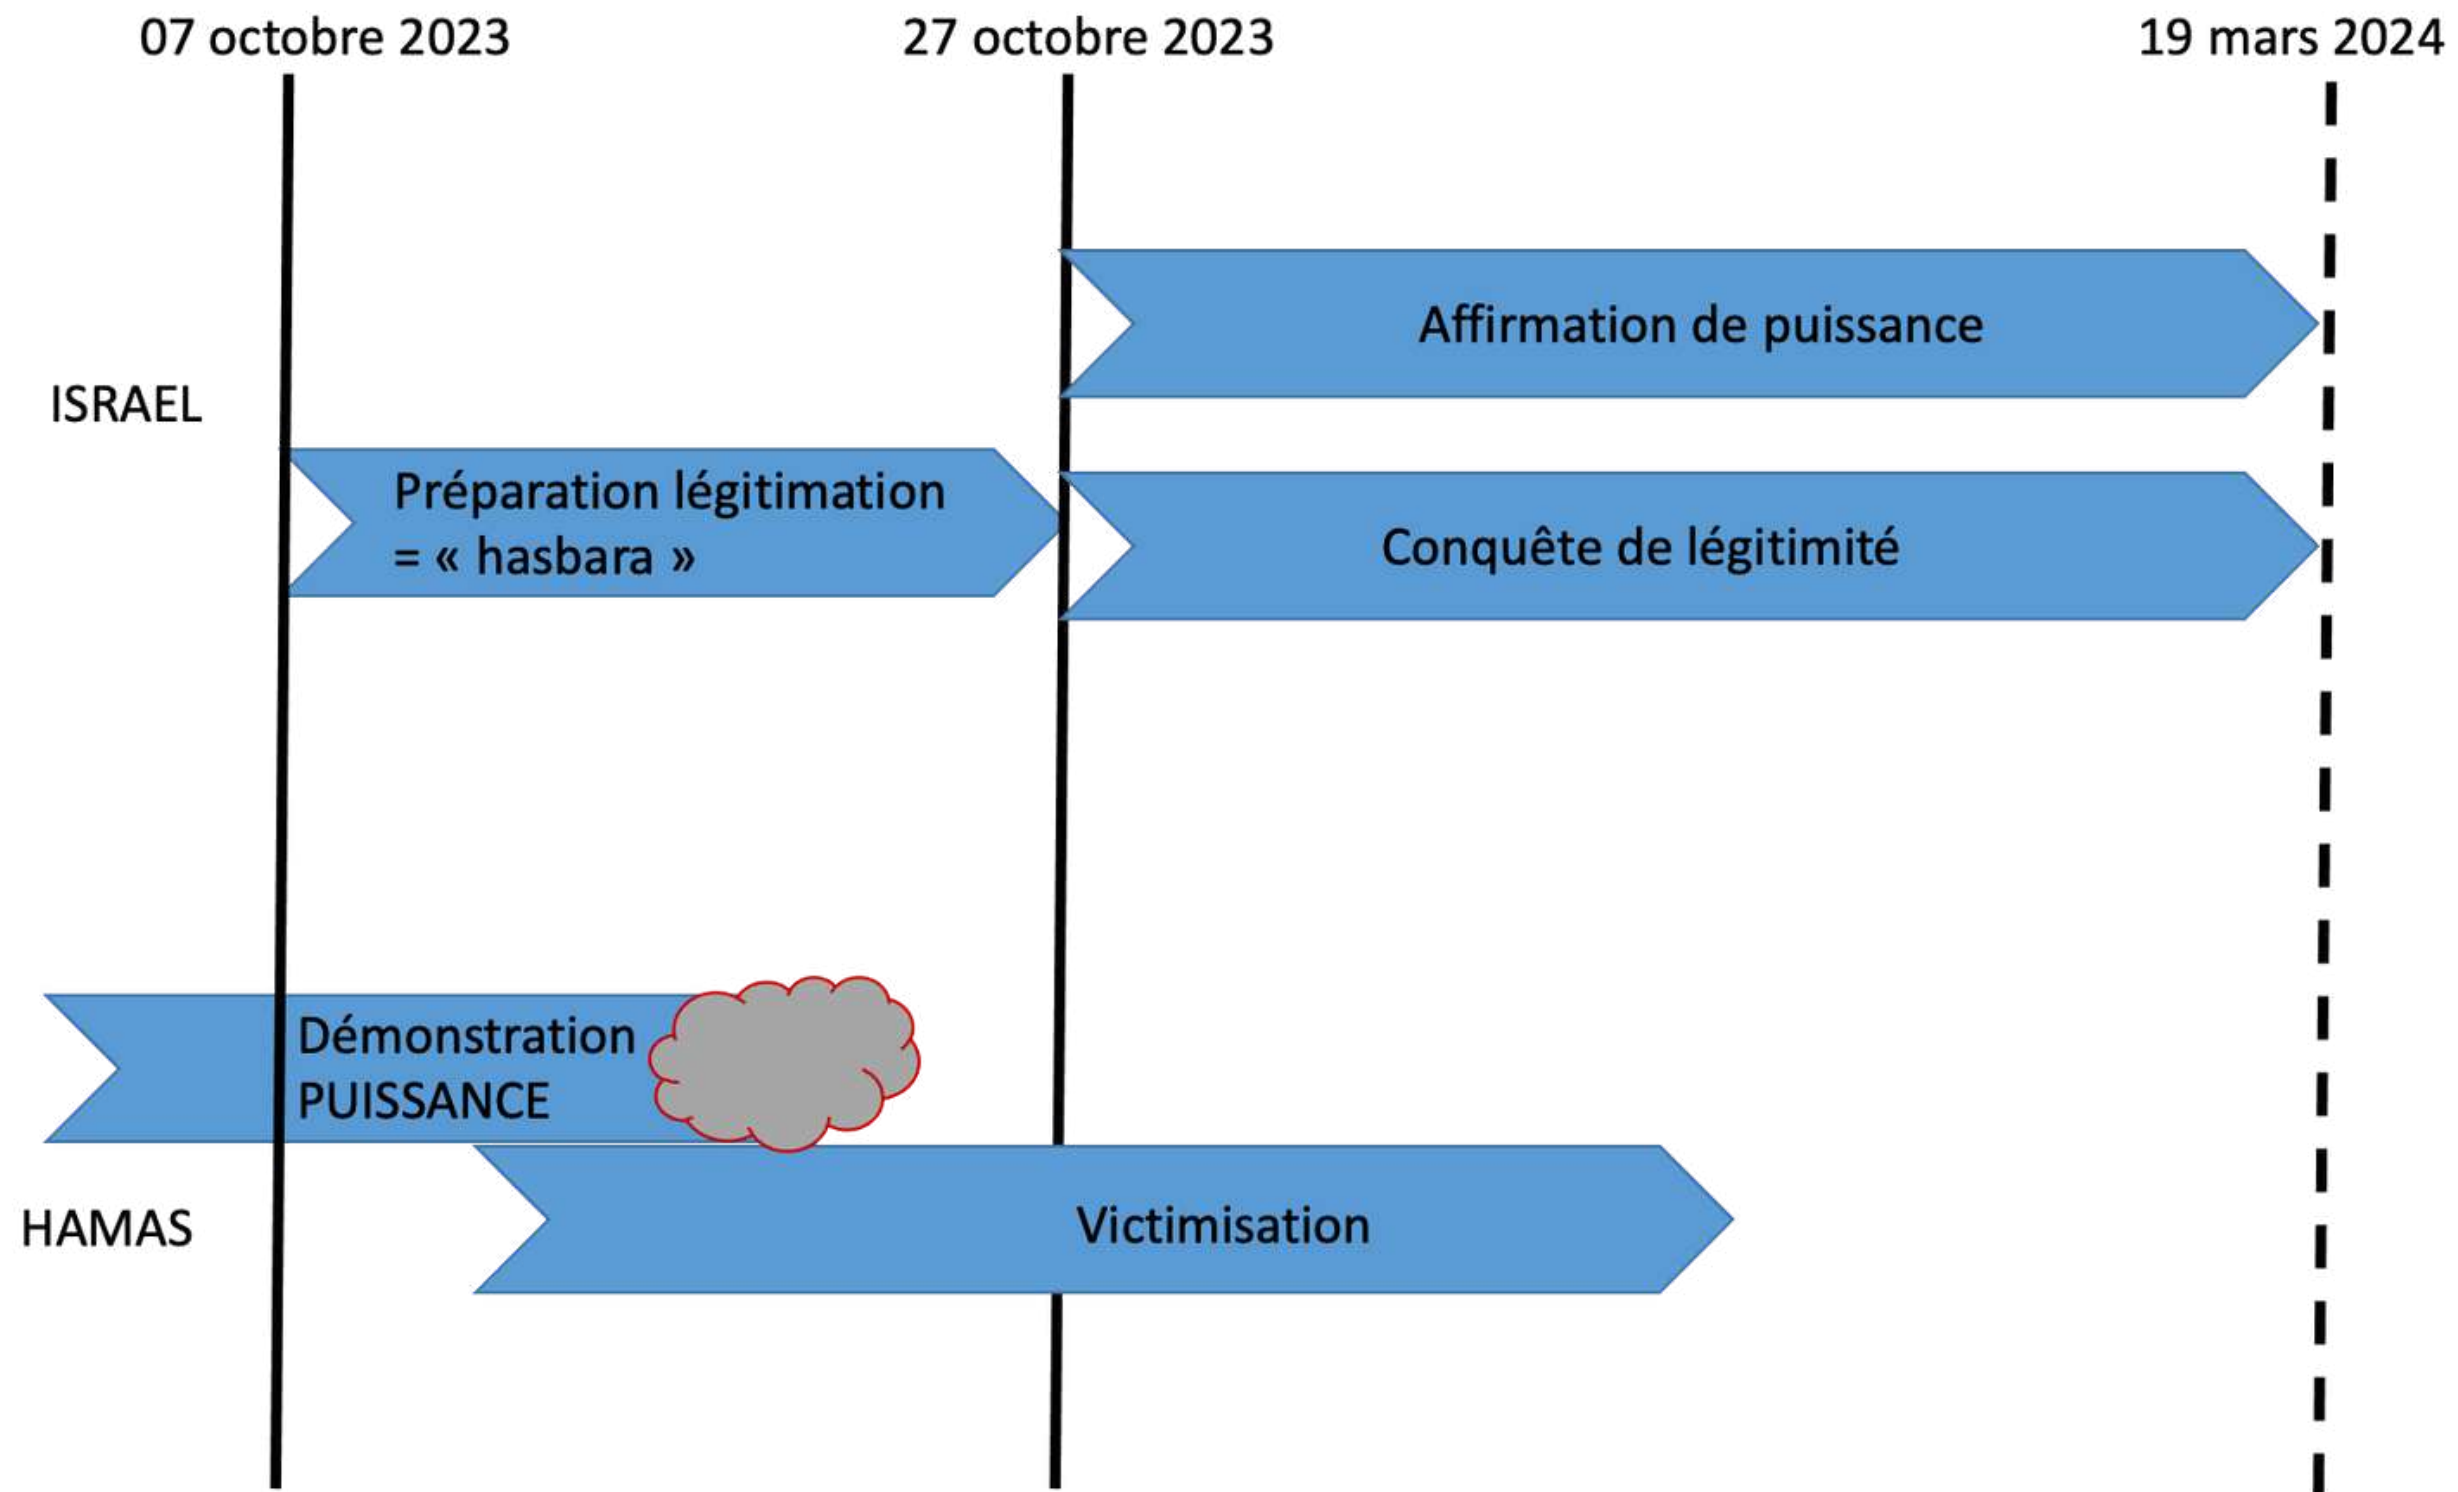 07 octobre 2023
27 octobre 2023
19 mars 2024
Affirmation de puissance
ISRAEL
Préparation légitimation
= « hasbara »
Conquête de légitimité
Démonstration
PUISSANCE
HAMAS
Victimisation